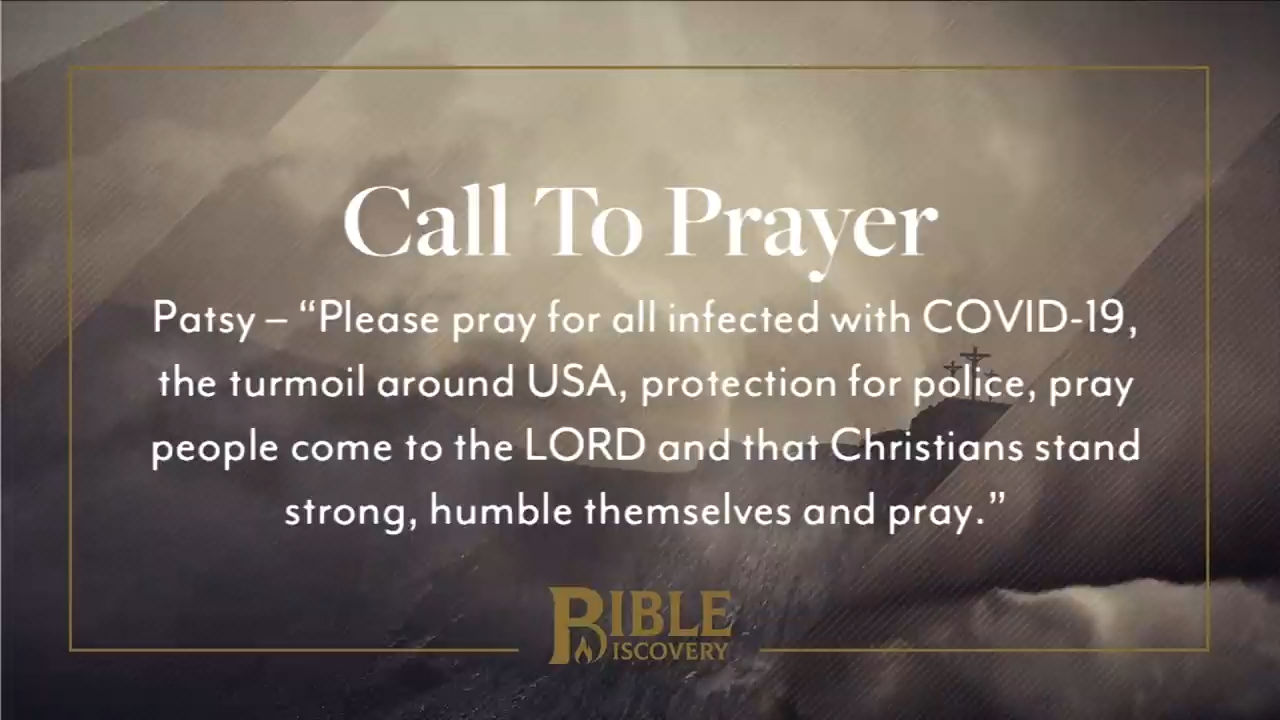 Call To Prayer
Patsy – “Please pray for all infected with COVID-19,
the turmoil around USA, protection for police, pray
people come to the LORD and that Christians stand
strong, humble themselves and pray.”
BIBLE
DISCOVERY